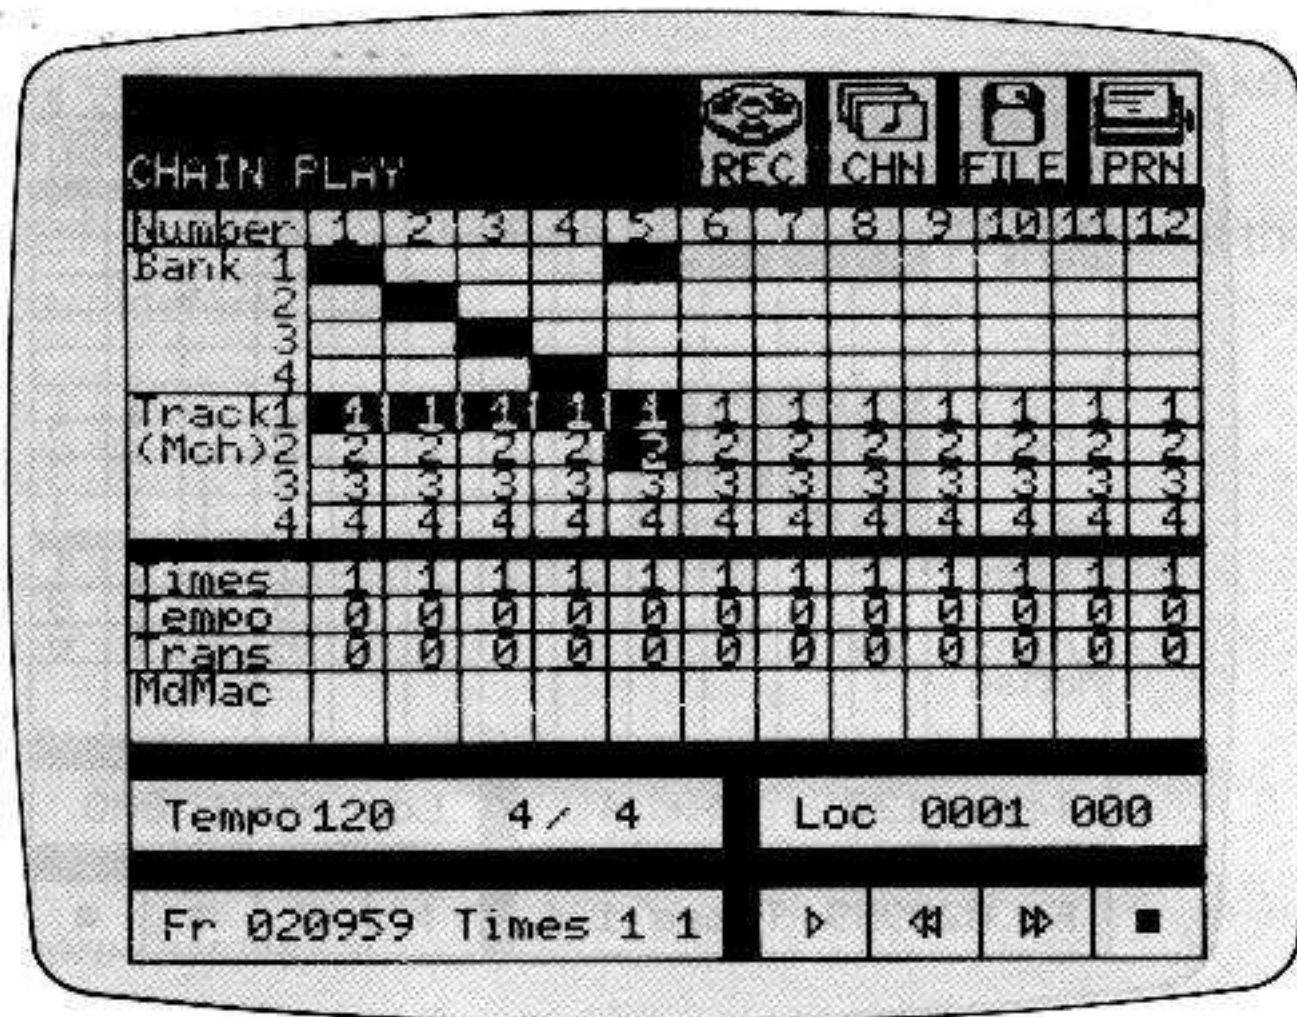 REC CHN FILE PRN
CHAIN PLAY
Number 1 2 3 4 5 6 7 8 9 10 11 12
Bank 1
2
3
4
Track1 1 1 1 1 1 1 1 1 1 1 1 1
(Mch)2 2 2 2 2 2 2 2 2 2 2 2 2
3 3 3 3 3 3 3 3 3 3 3 3 3
4 4 4 4 4 4 4 4 4 4 4 4 4
Times 1 1 1 1 1 1 1 1 1 1 1 1
Tempo 0 0 0 0 0 0 0 0 0 0 0 0
Trans 0 0 0 0 0 0 0 0 0 0 0 0
MdMac
Tempo 120 4 / 4 Loc 0001 000
Fr 020959 Times 1 1